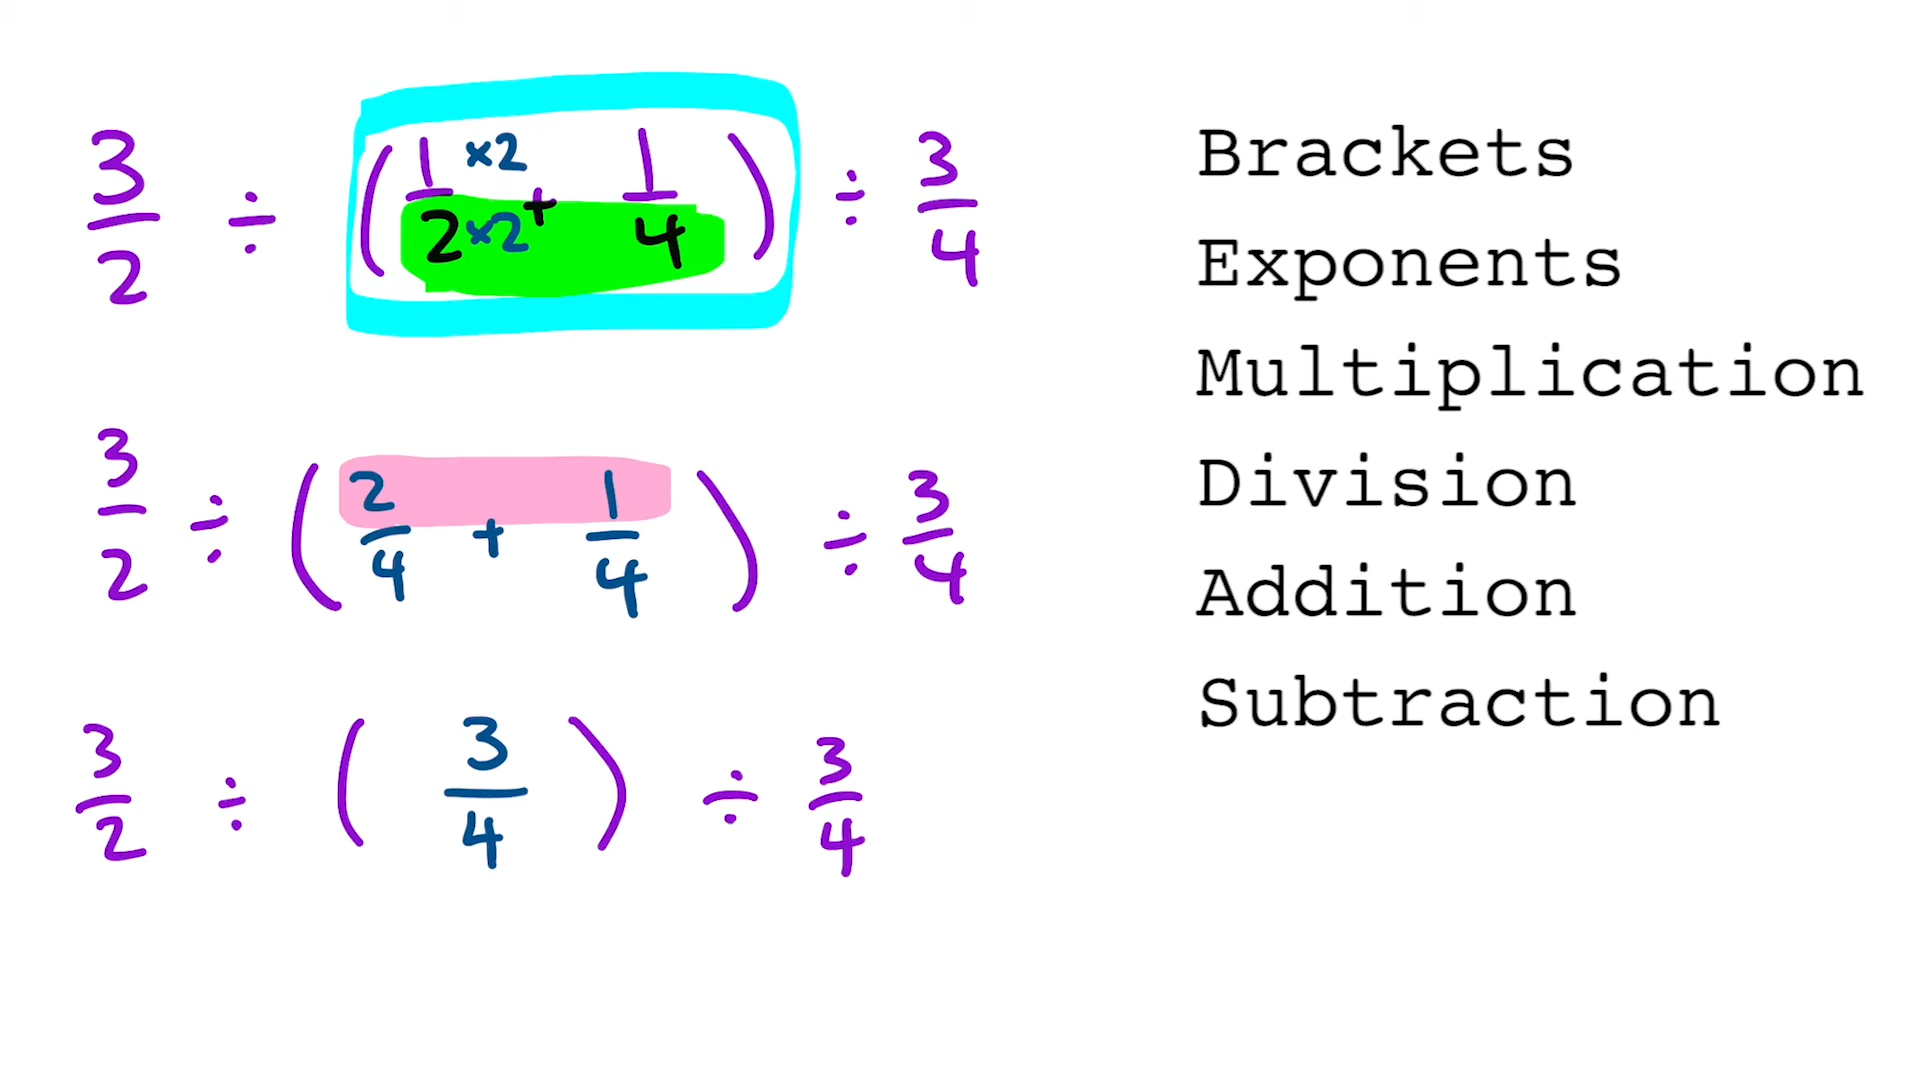 3/2 ÷ (1×2/2×2 + 1/4) ÷ 3/4
3/2 ÷ (2/4 + 1/4) ÷ 3/4
3/2 ÷ (3/4) ÷ 3/4
Brackets
Exponents
Multiplication
Division
Addition
Subtraction